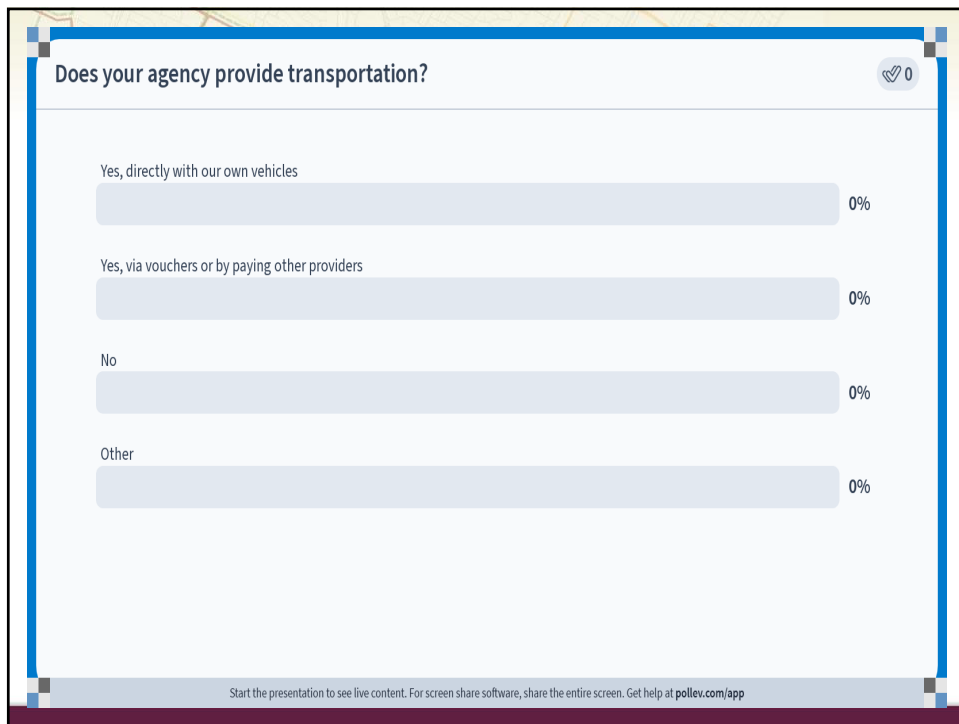 Does your agency provide transportation?
0
Yes, directly with our own vehicles
0%
Yes, via vouchers or by paying other providers
0%
No
0%
Other
0%
Start the presentation to see live content. For screen share software, share the entire screen. Get help at pollev.com/app